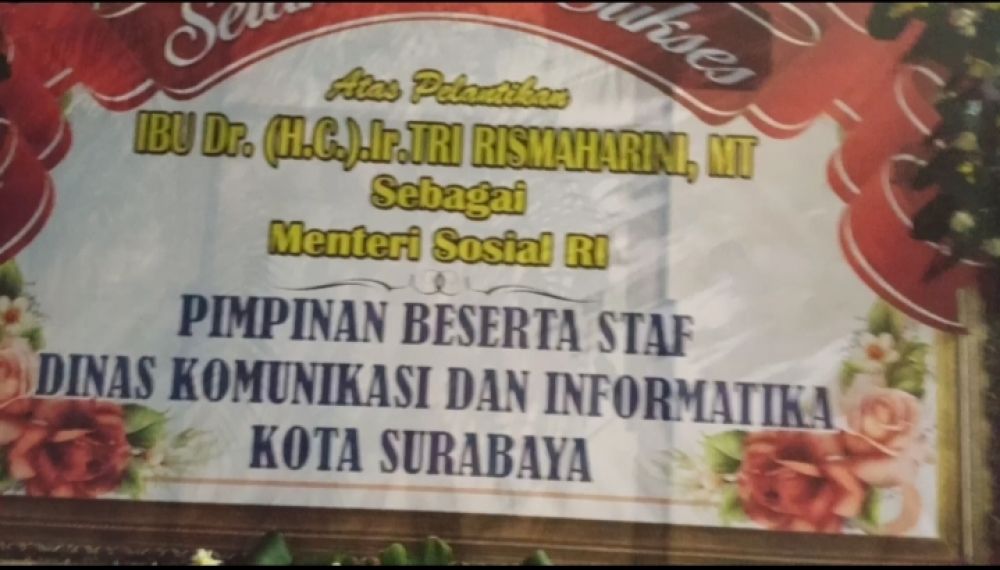 Sukses
Atas Pelantikan
IBU Dr. (H.C.).Ir.TRI RISMAHARINI, MT
Sebagai
Menteri Sosial RI
PIMPINAN BESERTA STAF
DINAS KOMUNIKASI DAN INFORMATIKA
KOTA SURABAYA